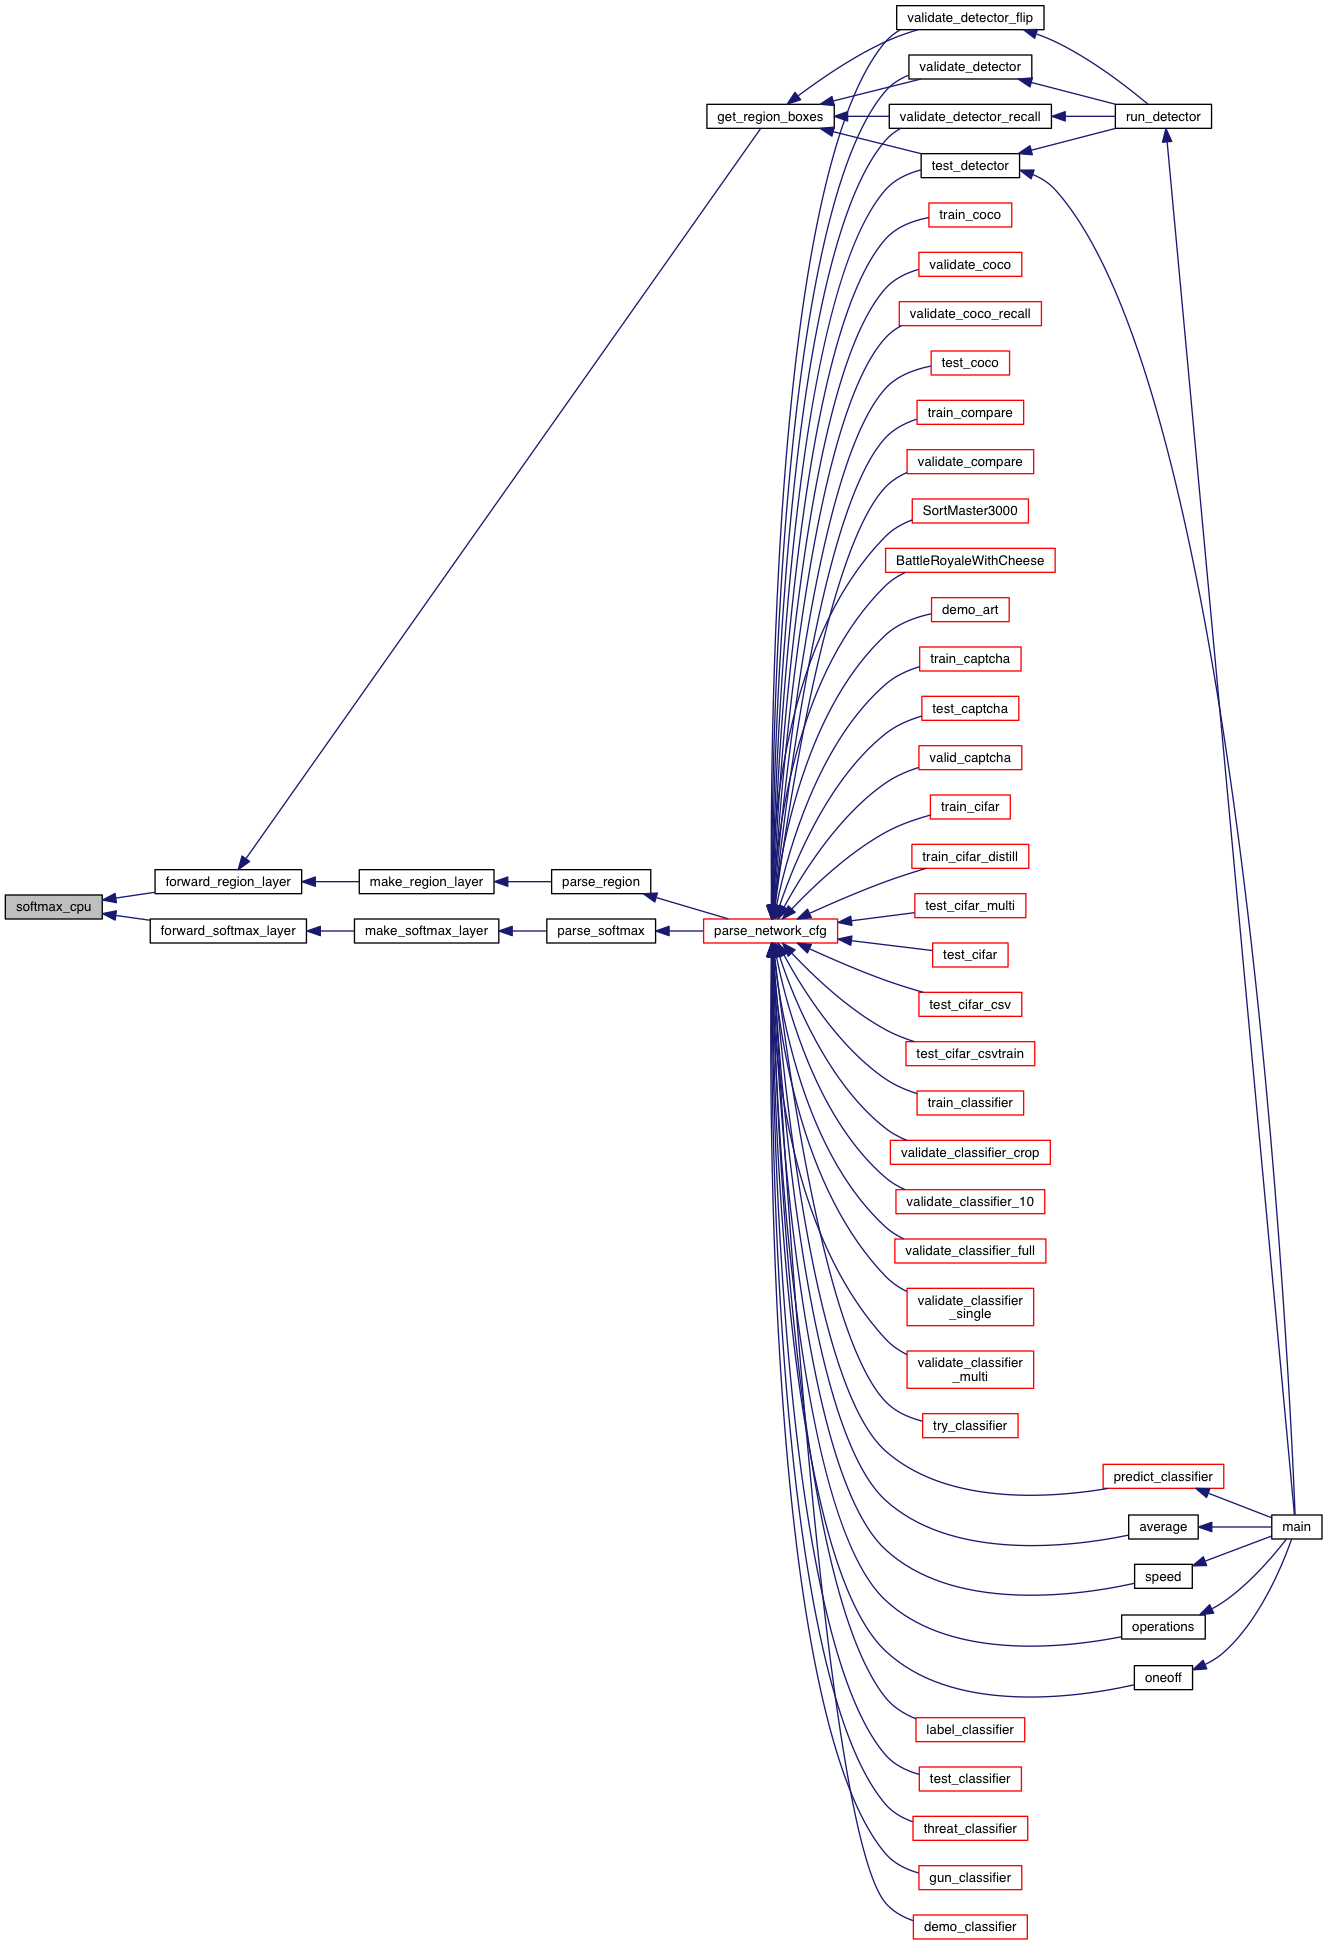 validate_detector_flip
validate_detector
get_region_boxes
validate_detector_recall
run_detector
test_detector
train_coco
validate_coco
validate_coco_recall
test_coco
train_compare
validate_compare
SortMaster3000
BattleRoyaleWithCheese
demo_art
train_captcha
test_captcha
valid_captcha
train_cifar
train_cifar_distill
forward_region_layer
make_region_layer
parse_region
softmax_cpu
test_cifar_multi
forward_softmax_layer
make_softmax_layer
parse_softmax
parse_network_cfg
test_cifar
test_cifar_csv
test_cifar_csvtrain
train_classifier
validate_classifier_crop
validate_classifier_10
validate_classifier_full
validate_classifier
_single
validate_classifier
_multi
try_classifier
predict_classifier
average
main
speed
operations
oneoff
label_classifier
test_classifier
threat_classifier
gun_classifier
demo_classifier